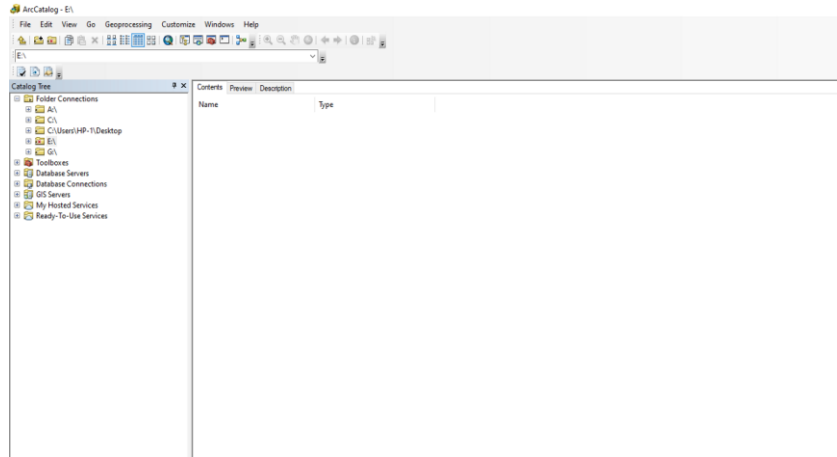 ArcCatalog - E:\
File Edit View Go Geoprocessing Customize Windows Help
E:\
Catalog Tree
Folder Connections
A:\
C:\
C:\Users\HP-1\Desktop
E:\
G:\
Toolboxes
Database Servers
Database Connections
GIS Servers
My Hosted Services
Ready-To-Use Services
Contents Preview Description
Name Type